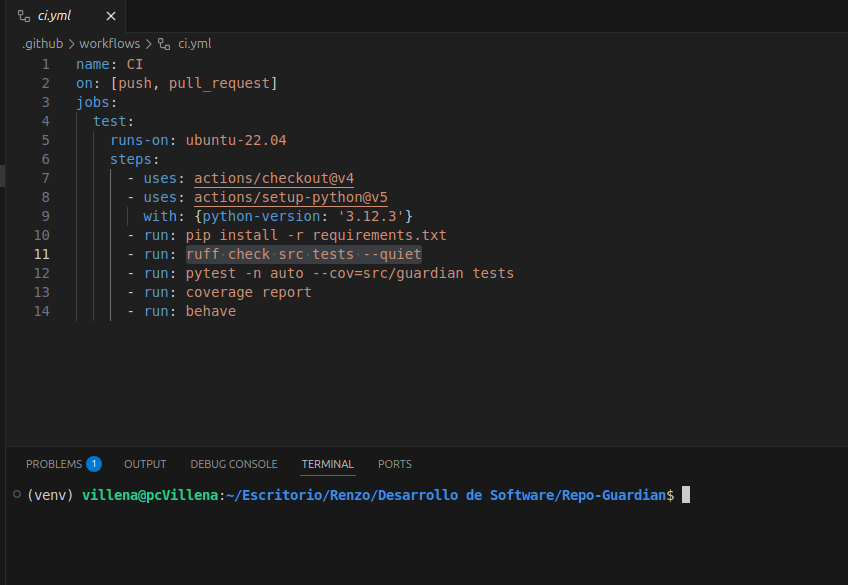 ci.yml
.github > workflows > ci.yml
1 name: CI
2 on: [push, pull_request]
3 jobs:
4   test:
5     runs-on: ubuntu-22.04
6     steps:
7       - uses: actions/checkout@v4
8       - uses: actions/setup-python@v5
9         with: {python-version: '3.12.3'}
10       - run: pip install -r requirements.txt
11       - run: ruff check src tests --quiet
12       - run: pytest -n auto --cov=src/guardian tests
13       - run: coverage report
14       - run: behave
PROBLEMS 1 OUTPUT DEBUG CONSOLE TERMINAL PORTS
(venv) villena@pcVillena:~/Escritorio/Renzo/Desarrollo de Software/Repo-Guardian$